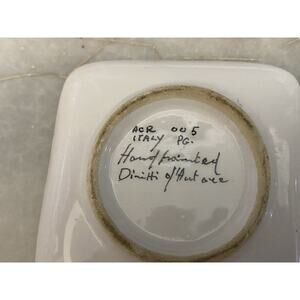 ACR 005
ITALY PG.
Hand painted
Diritti d'Autore